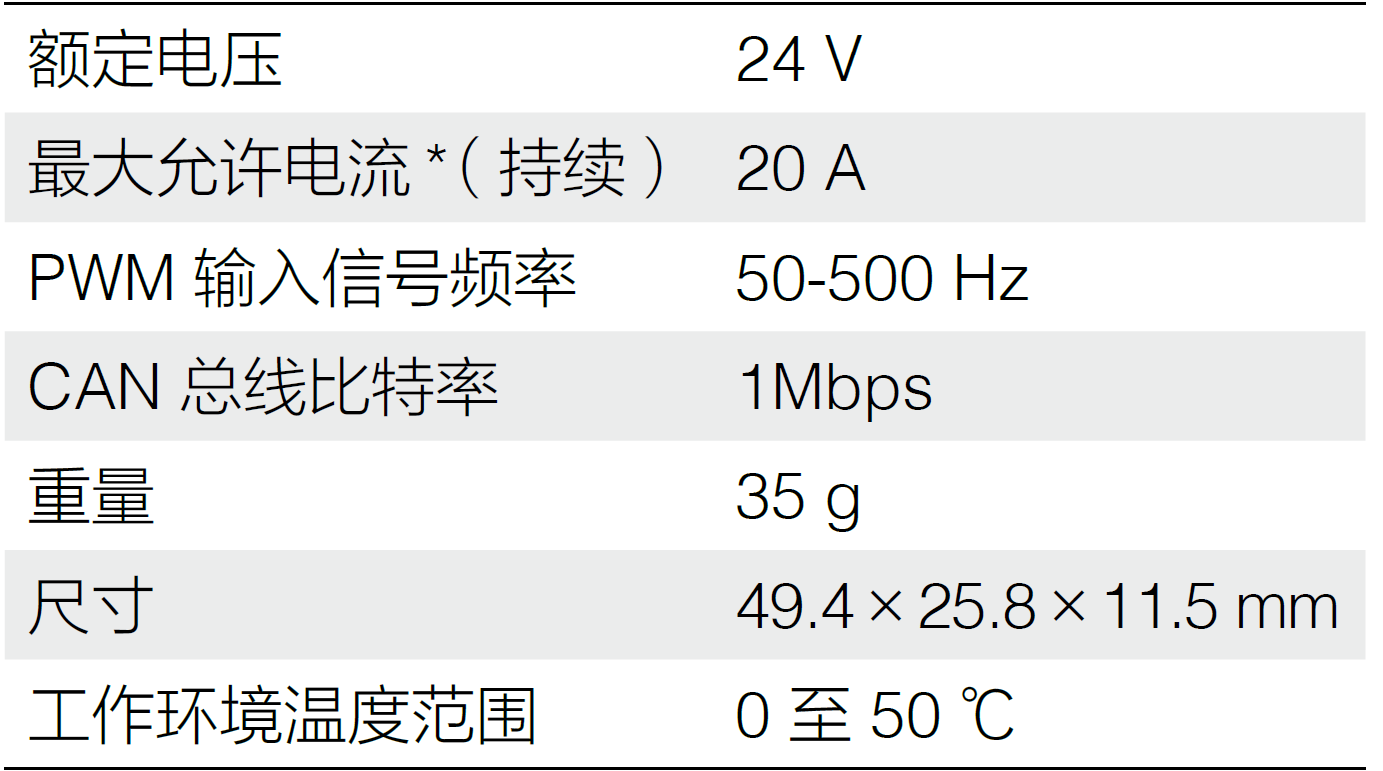 额定电压 24 V
最大允许电流 *（持续） 20 A
PWM 输入信号频率 50-500 Hz
CAN 总线比特率 1Mbps
重量 35 g
尺寸 49.4×25.8×11.5 mm
工作环境温度范围 0 至 50 ℃